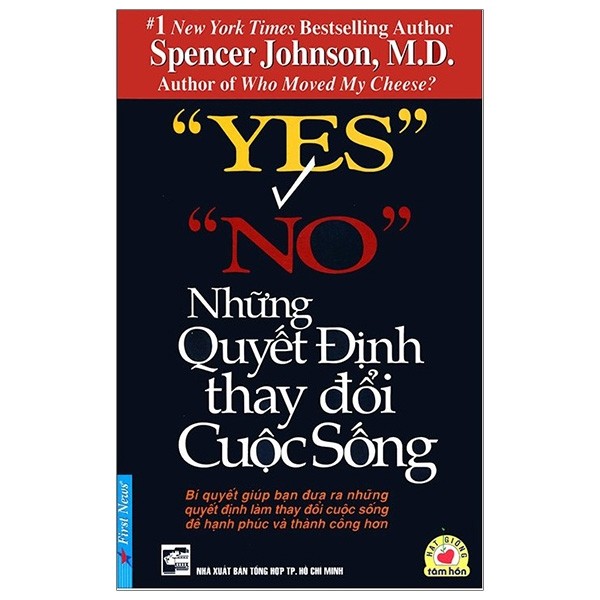 #1 New York Times Bestselling Author
Spencer Johnson, M.D.
Author of Who Moved My Cheese?
“YES”
“NO”
Những
Quyết Định
thay đổi
Cuộc Sống
Bí quyết giúp bạn đưa ra những
quyết định làm thay đổi cuộc sống
để hạnh phúc và thành công hơn
First News
NHÀ XUẤT BẢN TỔNG HỢP TP. HỒ CHÍ MINH
HẠT GIỐNG
tâm hồn